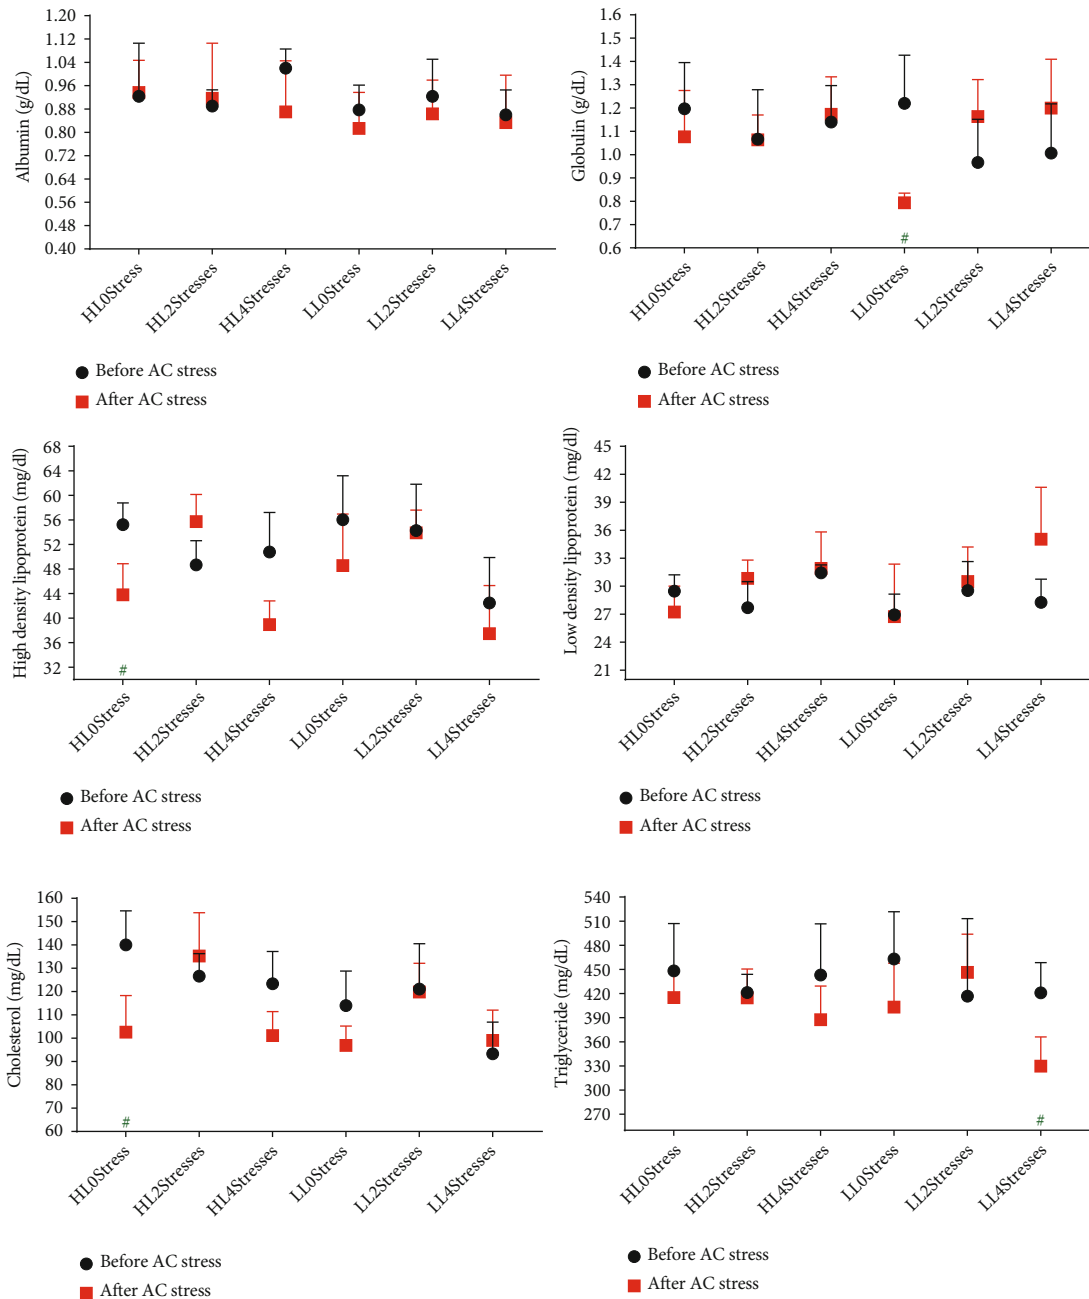 Albumin (g/dL)
1.20
1.12
1.04
0.96
0.88
0.80
0.72
0.64
0.56
0.48
0.40
HL0Stress
HL2Stresses
HL4Stresses
LL0Stress
LL2Stresses
LL4Stresses
Before AC stress
After AC stress
Globulin (g/dL)
1.6
1.5
1.4
1.3
1.2
1.1
1.0
0.9
0.8
0.7
0.6
#
HL0Stress
HL2Stresses
HL4Stresses
LL0Stress
LL2Stresses
LL4Stresses
Before AC stress
After AC stress
High density lipoprotein (mg/dl)
68
64
60
56
52
48
44
40
36
32
#
HL0Stress
HL2Stresses
HL4Stresses
LL0Stress
LL2Stresses
LL4Stresses
Before AC stress
After AC stress
Low density lipoprotein (mg/dl)
45
42
39
36
33
30
27
24
21
HL0Stress
HL2Stresses
HL4Stresses
LL0Stress
LL2Stresses
LL4Stresses
Before AC stress
After AC stress
Cholesterol (mg/dL)
160
150
140
130
120
110
100
90
80
70
60
#
HL0Stress
HL2Stresses
HL4Stresses
LL0Stress
LL2Stresses
LL4Stresses
Before AC stress
After AC stress
Triglyceride (mg/dL)
540
510
480
450
420
390
360
330
300
270
250
#
HL0Stress
HL2Stresses
HL4Stresses
LL0Stress
LL2Stresses
LL4Stresses
Before AC stress
After AC stress